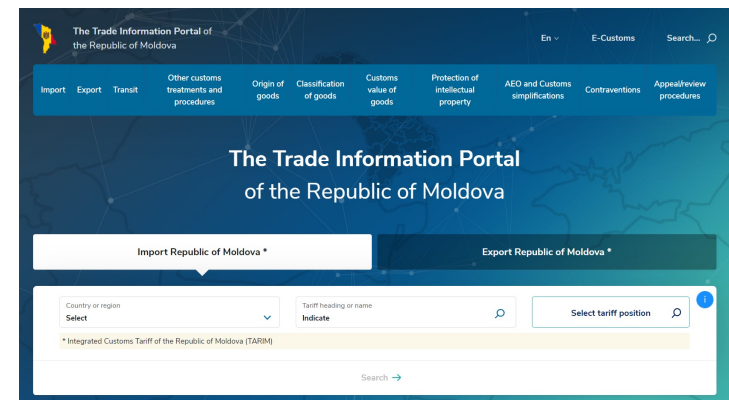 The Trade Information Portal of
the Republic of Moldova
En
E-Customs
Search...
Import
Export
Transit
Other customs
treatments and
procedures
Origin of
goods
Classification
of goods
Customs
value of
goods
Protection of
intellectual
property
AEO and Customs
simplifications
Contraventions
Appeal/review
procedures
The Trade Information Portal
of the Republic of Moldova
Import Republic of Moldova *
Export Republic of Moldova *
Country or region
Select
Tariff heading or name
Indicate
Select tariff position
i
* Integrated Customs Tariff of the Republic of Moldova (TARIM)
Search →